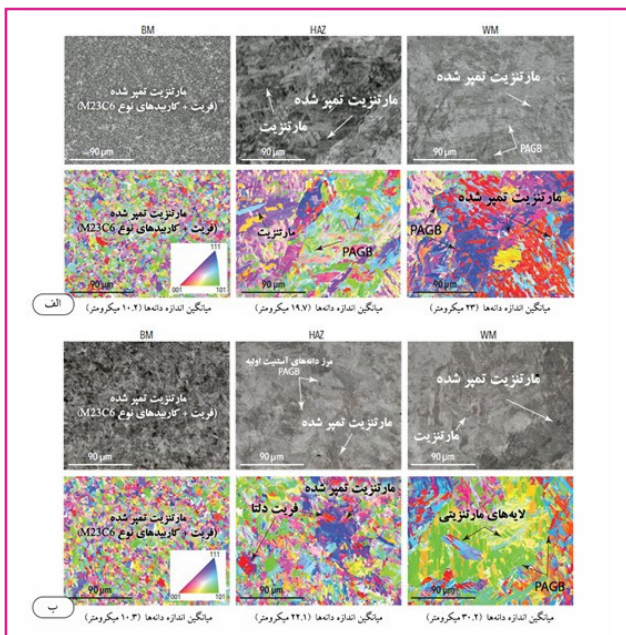 BM HAZ WM
مارتنزیت تمپر شده
(فریت + کاربیدهای نوع M23C6)
90 µm
مارتنزیت تمپر شده
مارتنزیت
90 µm
مارتنزیت تمپر شده
PAGB
90 µm
مارتنزیت تمپر شده
(فریت + کاربیدهای نوع M23C6)
111
001 101
90 µm
مارتنزیت
PAGB
90 µm
مارتنزیت تمپر شده
PAGB
90 µm
الف
میانگین اندازه دانه‌ها (۱۰.۲ میکرومتر)
میانگین اندازه دانه‌ها (۱۹.۷ میکرومتر)
میانگین اندازه دانه‌ها (۲۳ میکرومتر)
BM HAZ WM
مارتنزیت تمپر شده
(فریت + کاربیدهای نوع M23C6)
90 µm
مرز دانه‌های آستنیت اولیه
PAGB
مارتنزیت تمپر شده
90 µm
مارتنزیت تمپر شده
مارتنزیت
90 µm
مارتنزیت تمپر شده
(فریت + کاربیدهای نوع M23C6)
111
001 101
90 µm
مارتنزیت تمپر شده
فریت دلتا
90 µm
لایه‌های مارتنزیتی
PAGB
90 µm
ب
میانگین اندازه دانه‌ها (۱۰.۳ میکرومتر)
میانگین اندازه دانه‌ها (۲۲.۱ میکرومتر)
میانگین اندازه دانه‌ها (۳۰.۲ میکرومتر)